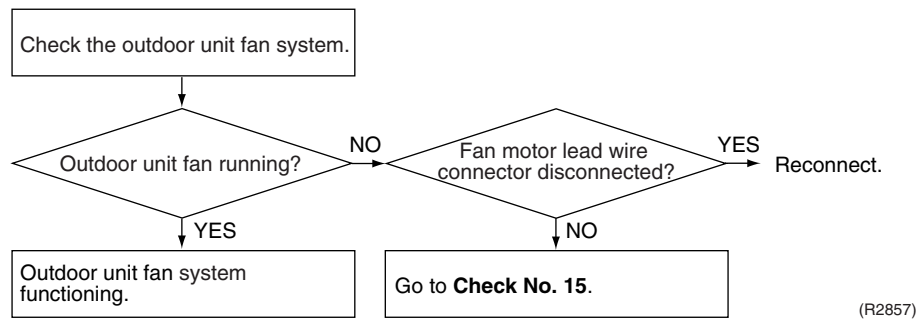 Check the outdoor unit fan system.
Outdoor unit fan running?
NO
Fan motor lead wire
connector disconnected?
YES
Reconnect.
YES
NO
Outdoor unit fan system
functioning.
Go to Check No. 15.
(R2857)